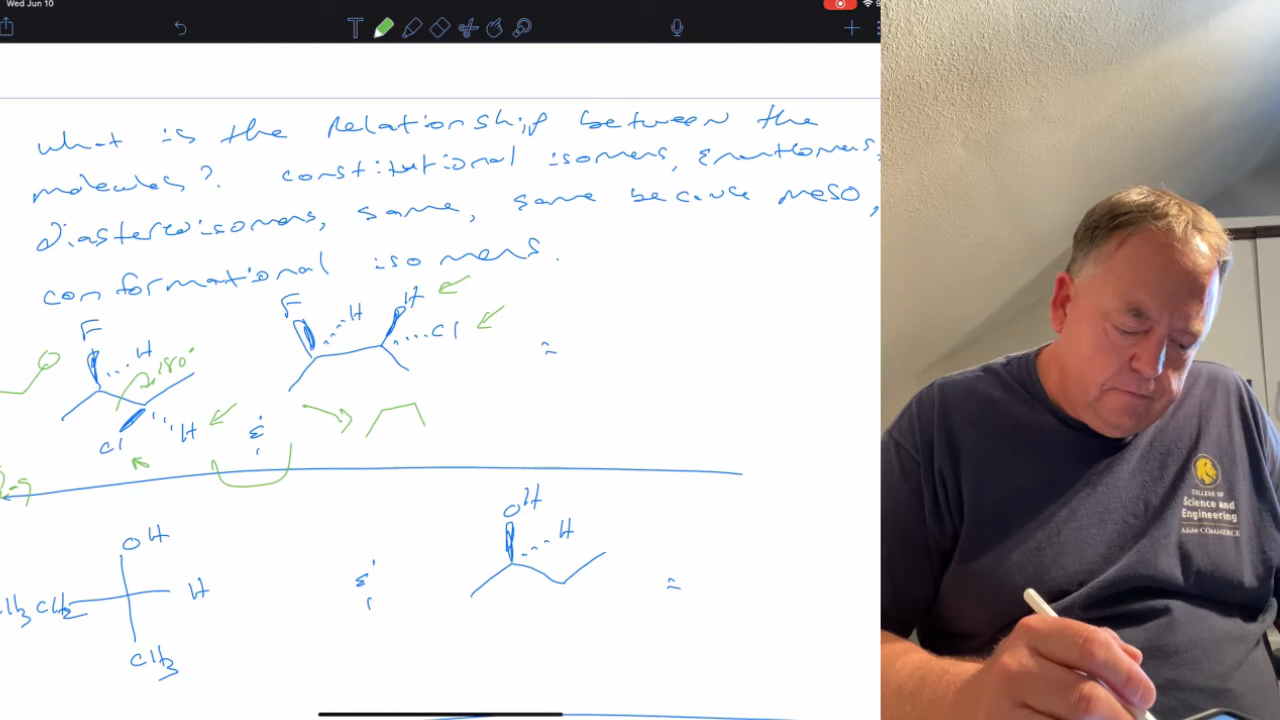 Wed Jun 10
what is the relationship between the
molecules? constitutional isomers, enantiomers,
diastereoisomers, same, same because meso,
conformational isomers.
F H H Cl =
F H 180° Cl H &
OH H CH3CH2 CH3 & OH H =
COLLEGE OF
Science and
Engineering
A&M-COMMERCE